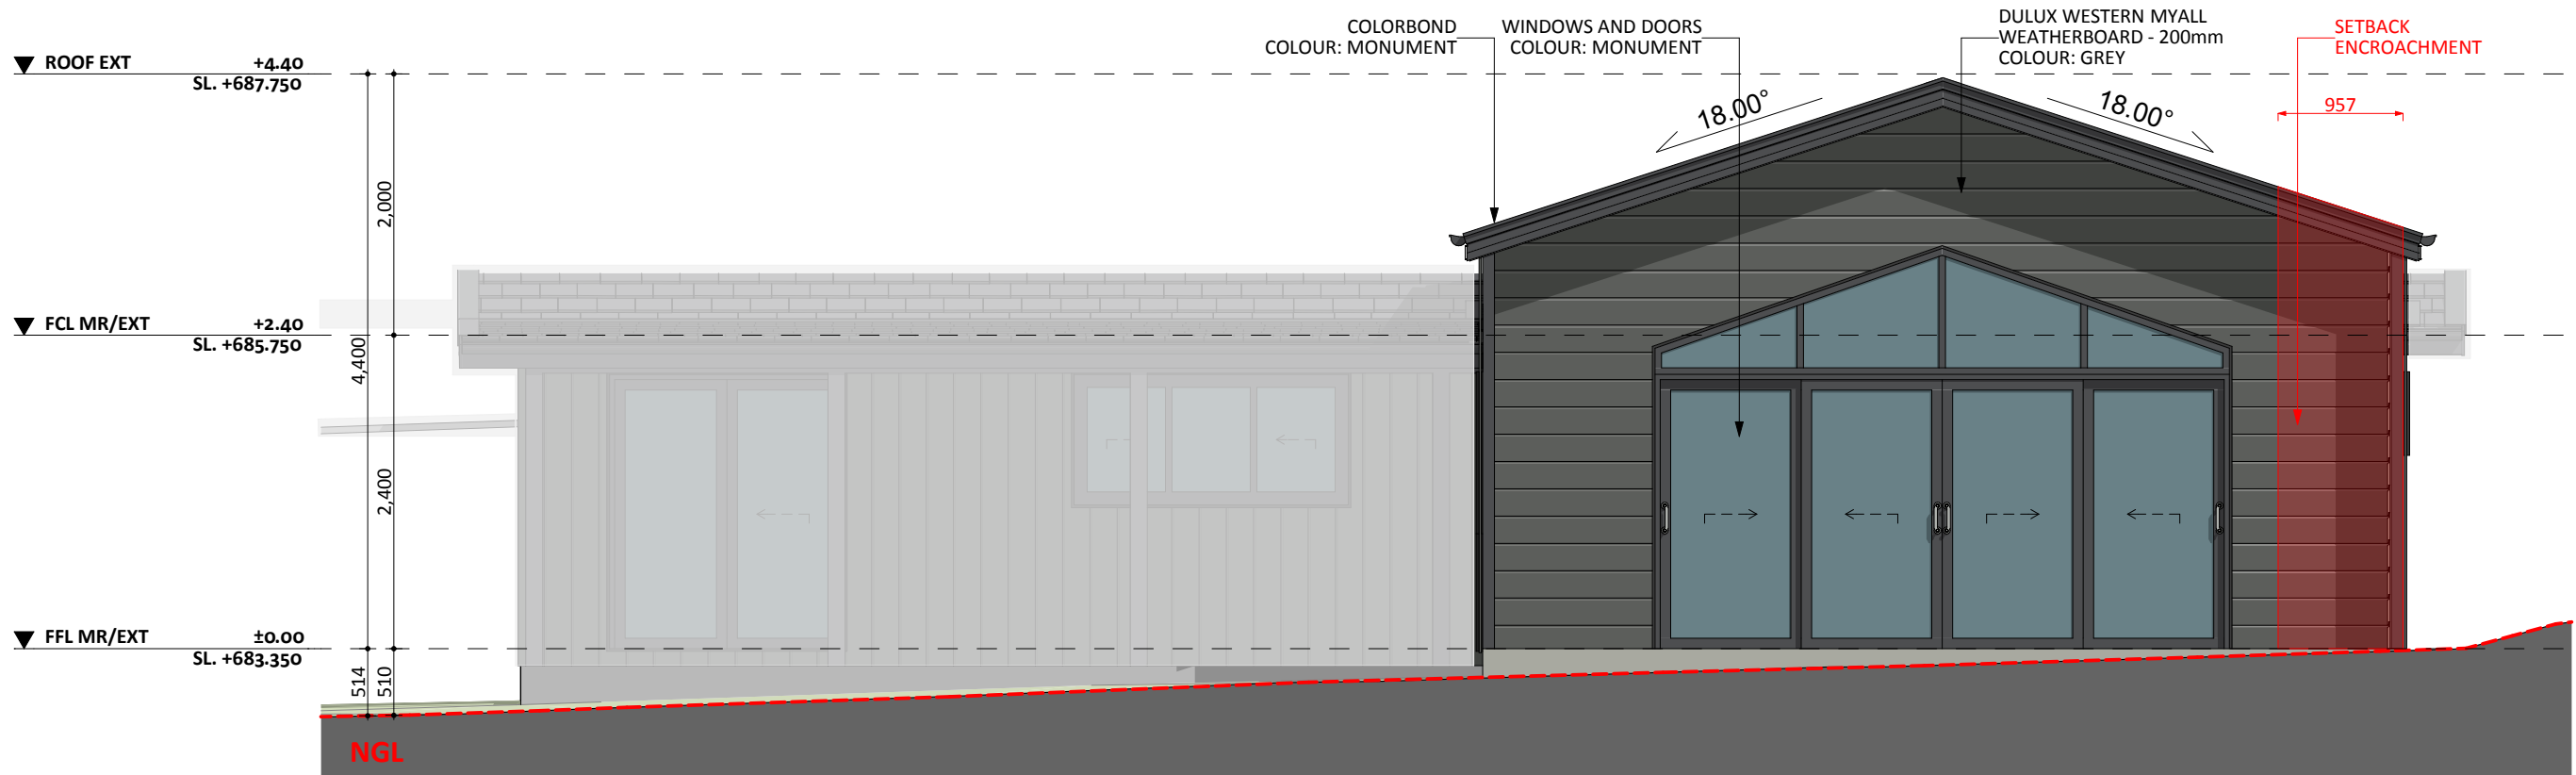 COLORBOND
COLOUR: MONUMENT
WINDOWS AND DOORS
COLOUR: MONUMENT
DULUX WESTERN MYALL
WEATHERBOARD - 200mm
COLOUR: GREY
SETBACK
ENCROACHMENT
ROOF EXT +4.40
SL. +687.750
18.00°
18.00°
957
2,000
FCL MR/EXT +2.40
SL. +685.750
4,400
2,400
FFL MR/EXT ±0.00
SL. +683.350
514
510
NGL